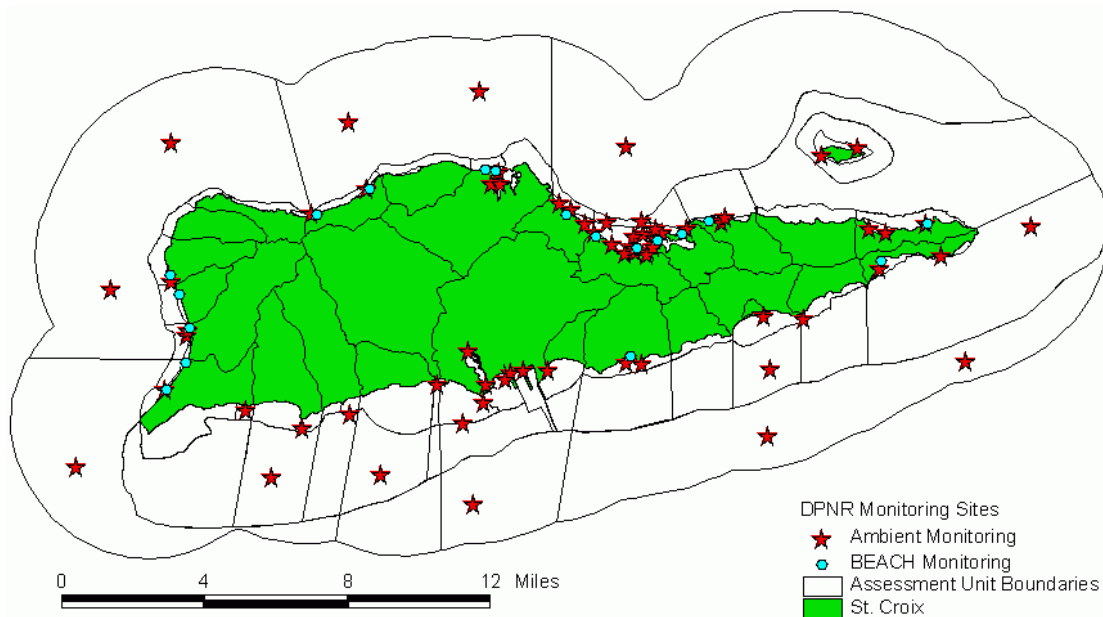 DPNR Monitoring Sites
Ambient Monitoring
BEACH Monitoring
Assessment Unit Boundaries
St. Croix
0 4 8 12 Miles